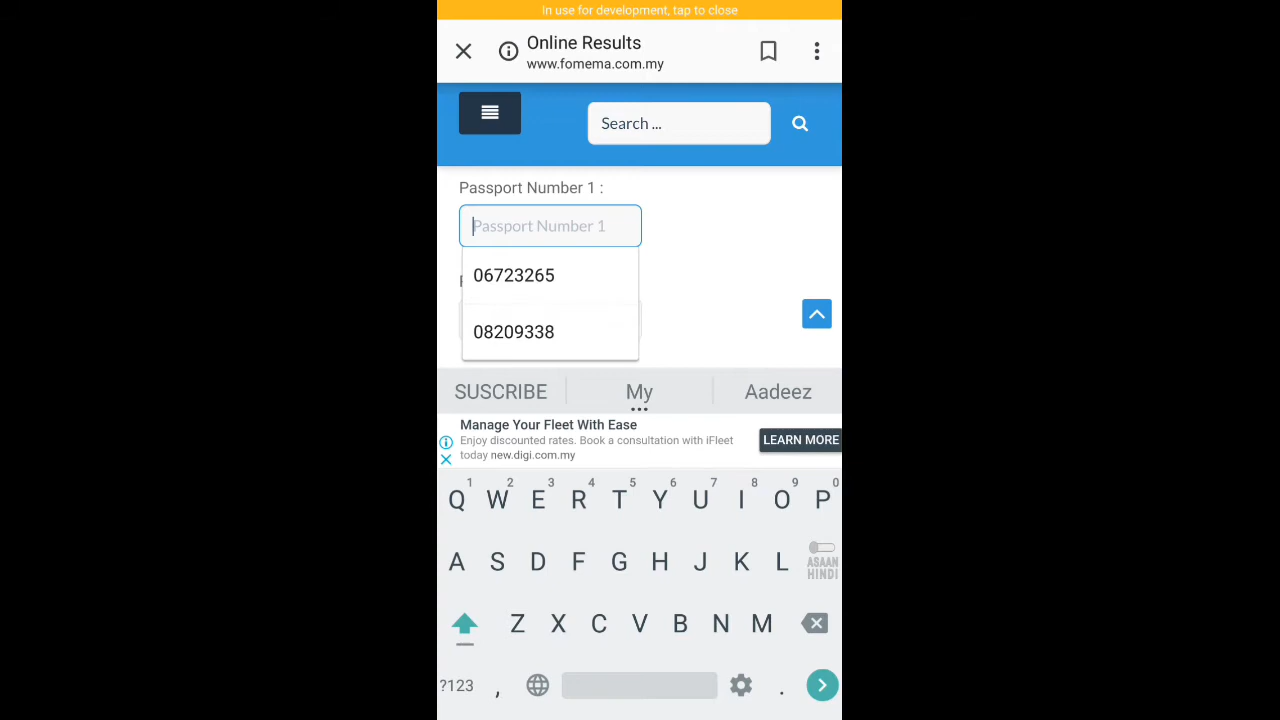 In use for development, tap to close
Online Results
www.fomema.com.my
Search ...
Passport Number 1 :
Passport Number 1
06723265
08209338
SUSCRIBE My Aadeez
Manage Your Fleet With Ease
Enjoy discounted rates. Book a consultation with iFleet
today new.digi.com.my
LEARN MORE
1 2 3 4 5 6 7 8 9 0
Q W E R T Y U I O P
A S D F G H J K L
ASAAN
HINDI
Z X C V B N M
?123 , .